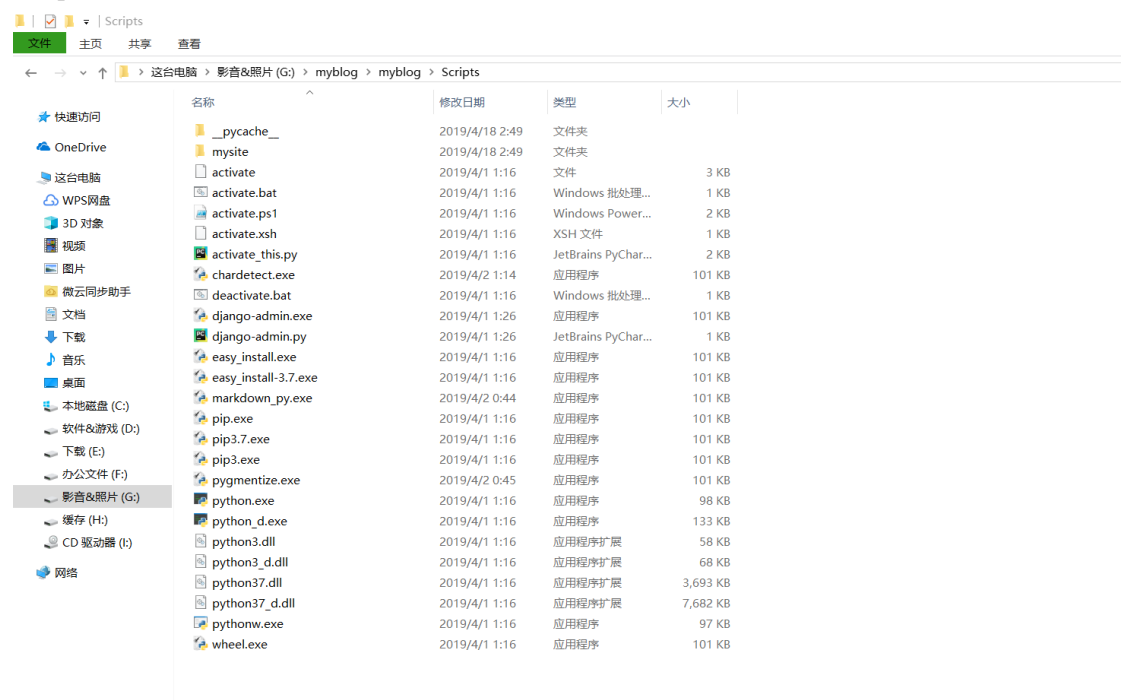 Scripts
文件 主页 共享 查看
这台电脑 › 影音&照片 (G:) › myblog › myblog › Scripts
名称 修改日期 类型 大小
快速访问
OneDrive
这台电脑
WPS网盘
3D 对象
视频
图片
微云同步助手
文档
下载
音乐
桌面
本地磁盘 (C:)
软件&游戏 (D:)
下载 (E:)
办公文件 (F:)
影音&照片 (G:)
缓存 (H:)
CD 驱动器 (I:)
网络
__pycache__ 2019/4/18 2:49 文件夹
mysite 2019/4/18 2:49 文件夹
activate 2019/4/1 1:16 文件 3 KB
activate.bat 2019/4/1 1:16 Windows 批处理... 1 KB
activate.ps1 2019/4/1 1:16 Windows Power... 2 KB
activate.xsh 2019/4/1 1:16 XSH 文件 1 KB
activate_this.py 2019/4/1 1:16 JetBrains PyChar... 2 KB
chardetect.exe 2019/4/2 1:14 应用程序 101 KB
deactivate.bat 2019/4/1 1:16 Windows 批处理... 1 KB
django-admin.exe 2019/4/1 1:26 应用程序 101 KB
django-admin.py 2019/4/1 1:26 JetBrains PyChar... 1 KB
easy_install.exe 2019/4/1 1:16 应用程序 101 KB
easy_install-3.7.exe 2019/4/1 1:16 应用程序 101 KB
markdown_py.exe 2019/4/2 0:44 应用程序 101 KB
pip.exe 2019/4/1 1:16 应用程序 101 KB
pip3.7.exe 2019/4/1 1:16 应用程序 101 KB
pip3.exe 2019/4/1 1:16 应用程序 101 KB
pygmentize.exe 2019/4/2 0:45 应用程序 101 KB
python.exe 2019/4/1 1:16 应用程序 98 KB
python_d.exe 2019/4/1 1:16 应用程序 133 KB
python3.dll 2019/4/1 1:16 应用程序扩展 58 KB
python3_d.dll 2019/4/1 1:16 应用程序扩展 68 KB
python37.dll 2019/4/1 1:16 应用程序扩展 3,693 KB
python37_d.dll 2019/4/1 1:16 应用程序扩展 7,682 KB
pythonw.exe 2019/4/1 1:16 应用程序 97 KB
wheel.exe 2019/4/1 1:16 应用程序 101 KB